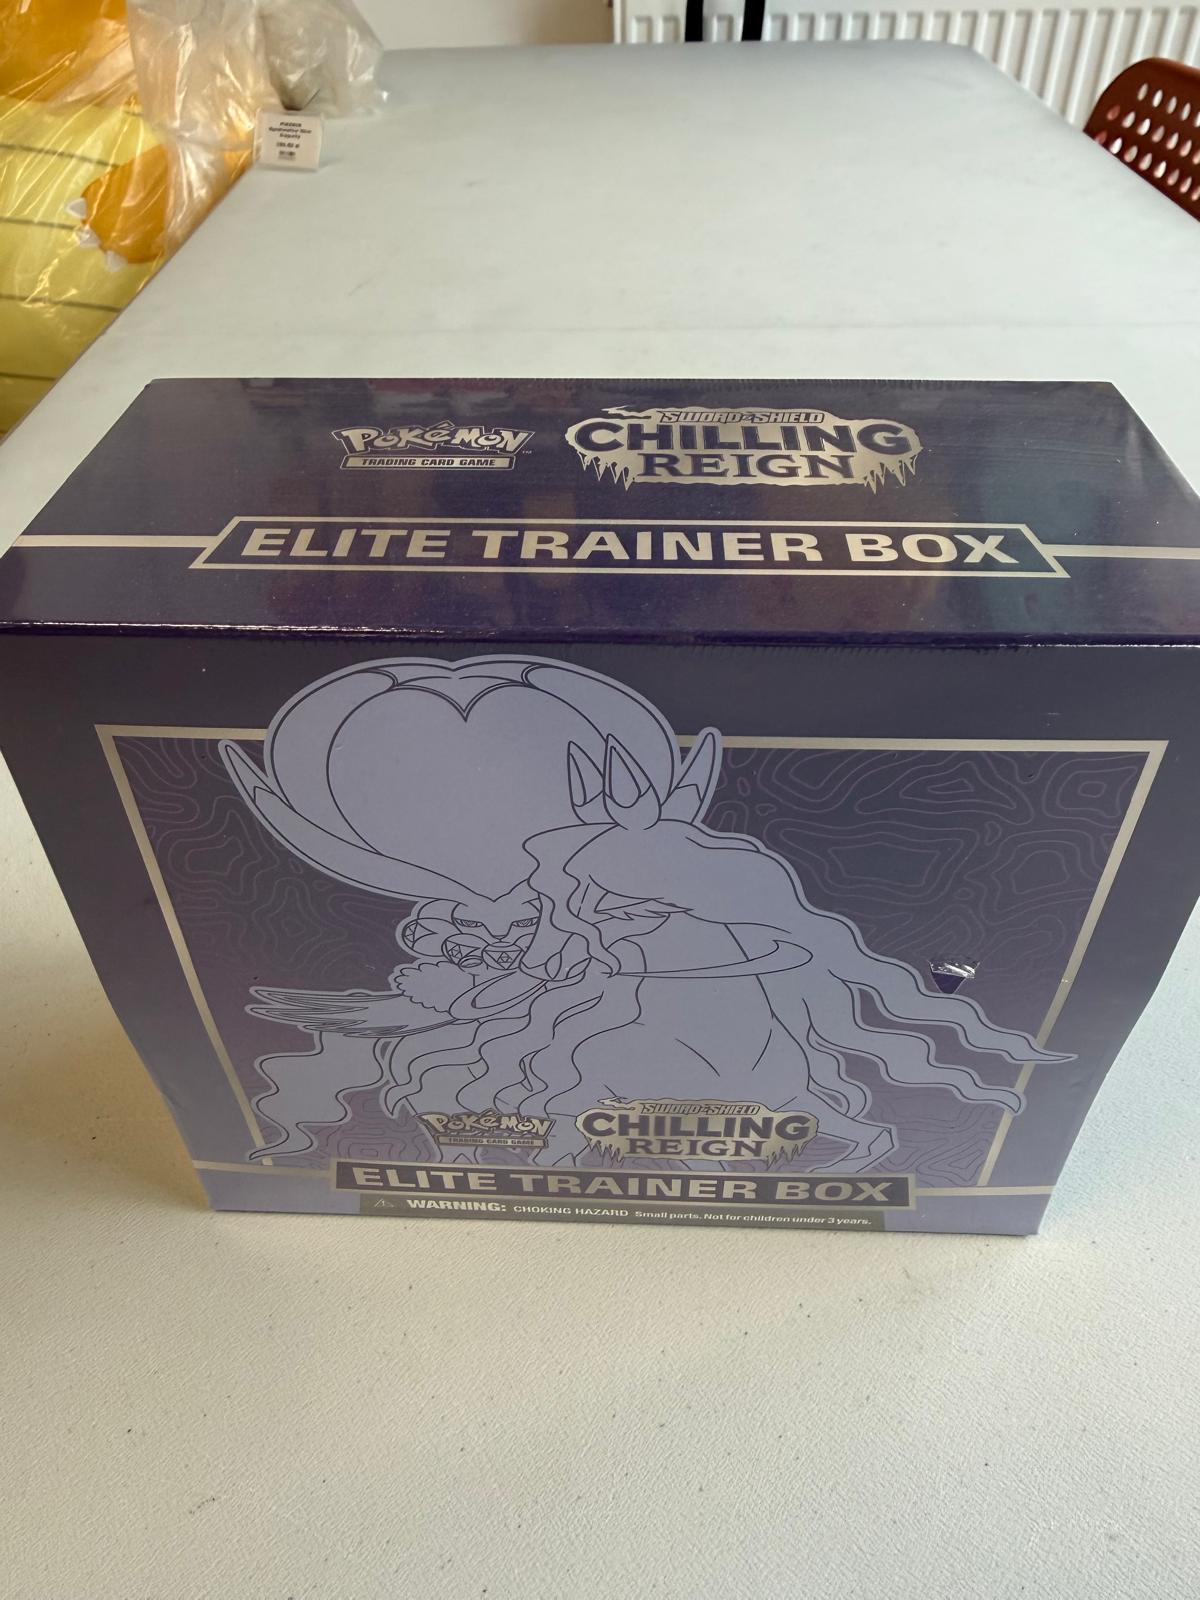 Pokémon
TRADING CARD GAME
SWORD & SHIELD
CHILLING
REIGN
ELITE TRAINER BOX
Pokémon
TRADING CARD GAME
SWORD & SHIELD
CHILLING
REIGN
ELITE TRAINER BOX
WARNING: CHOKING HAZARD Small parts. Not for children under 3 years.